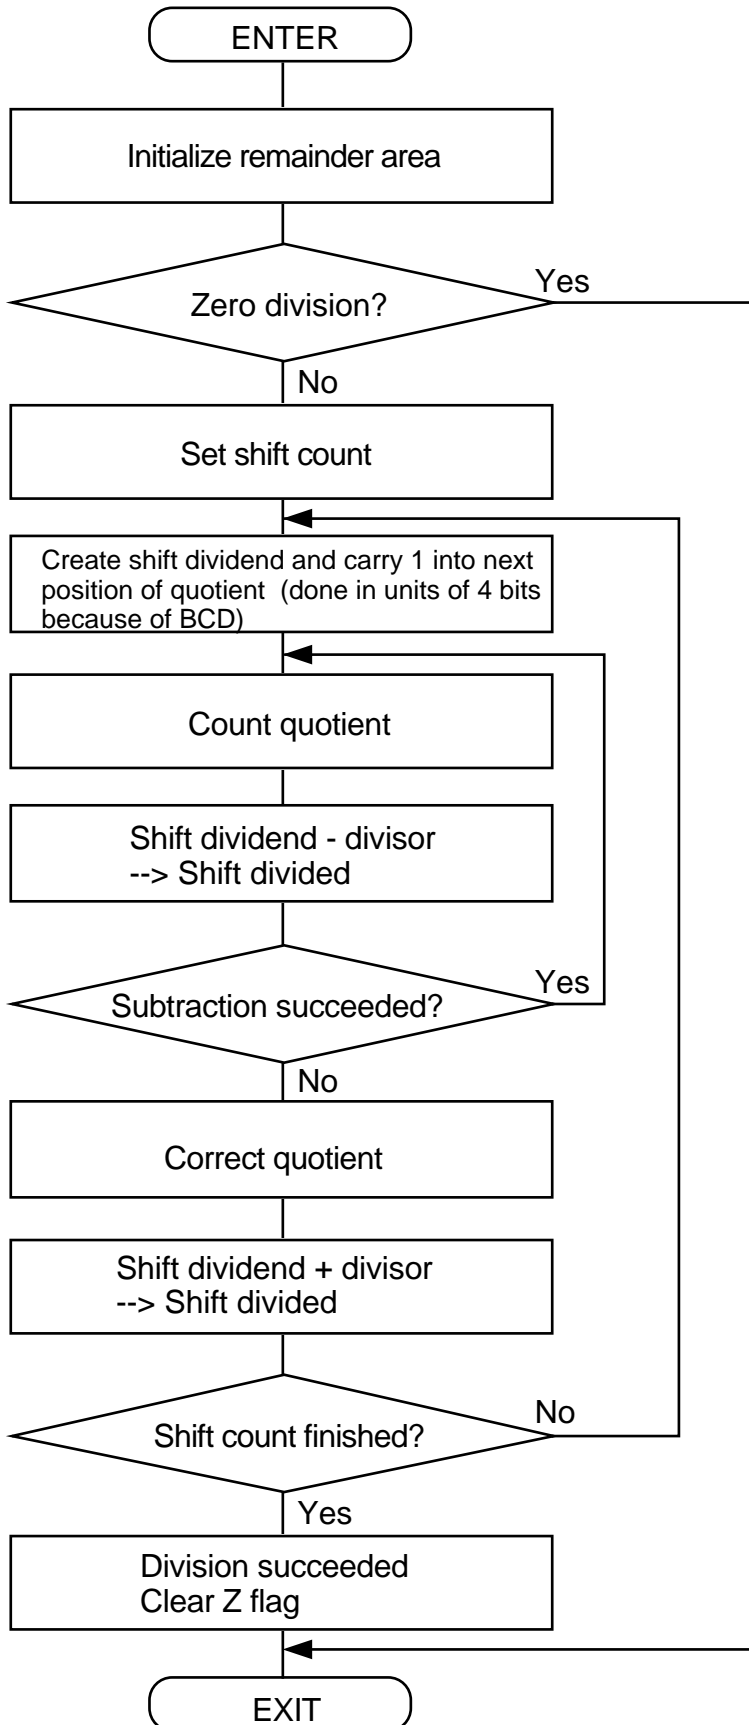 ENTER
Initialize remainder area
Yes
Zero division?
No
Set shift count
Create shift dividend and carry 1 into next
position of quotient (done in units of 4 bits
because of BCD)
Count quotient
Shift dividend - divisor
--> Shift divided
Yes
Subtraction succeeded?
No
Correct quotient
Shift dividend + divisor
--> Shift divided
No
Shift count finished?
Yes
Division succeeded
Clear Z flag
EXIT